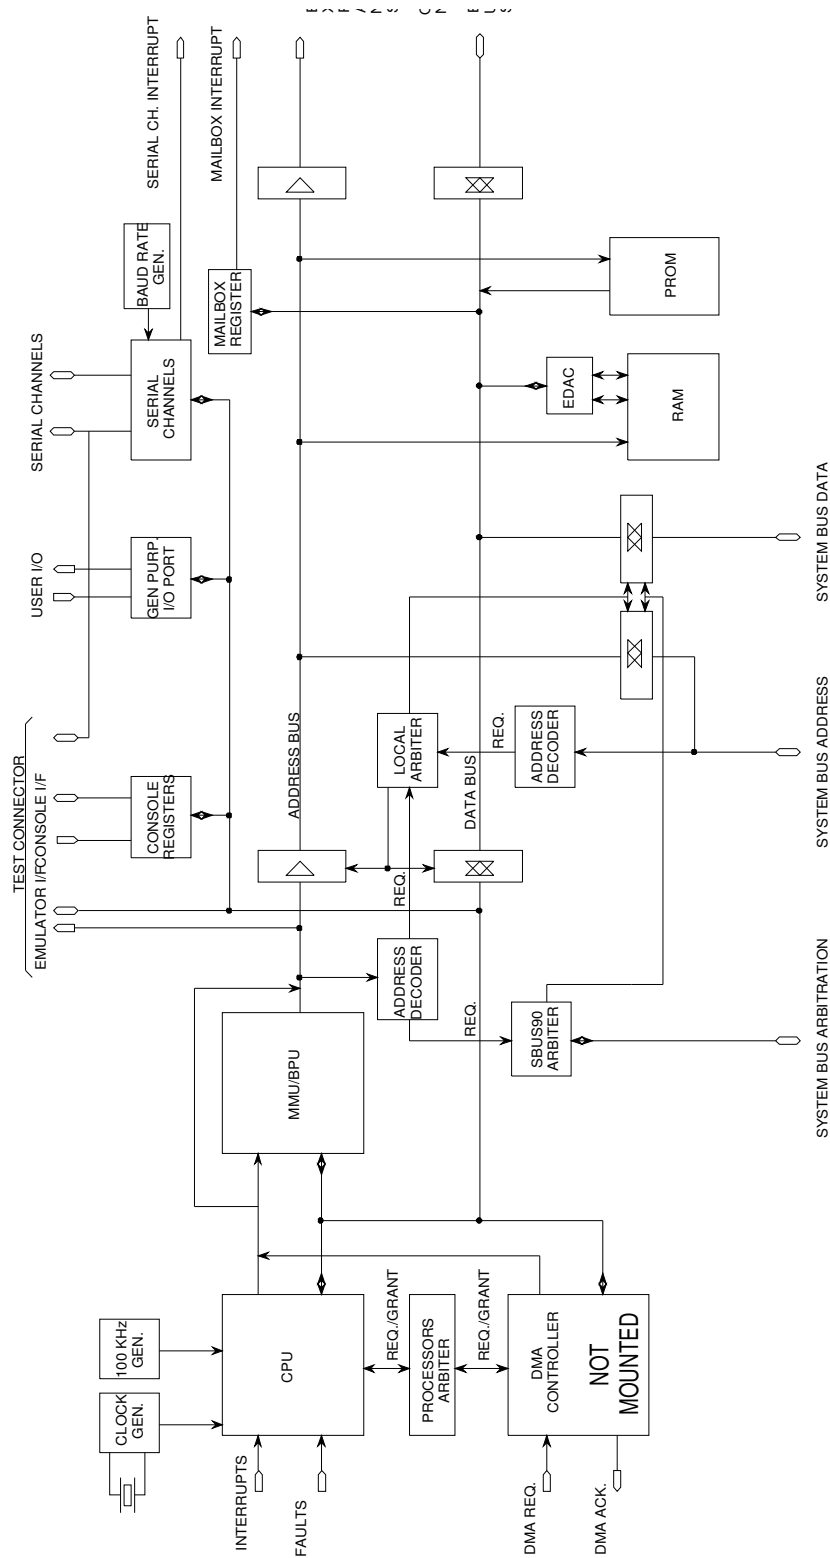 SERIAL CH. INTERRUPT
MAILBOX INTERRUPT
BAUD RATE
GEN.
MAILBOX
REGISTER
PROM
SERIAL CHANNELS
SERIAL
CHANNELS
EDAC
RAM
USER I/O
GEN PURP.
I/O PORT
SYSTEM BUS DATA
TEST CONNECTOR
EMULATOR I/F
CONSOLE I/F
CONSOLE
REGISTERS
ADDRESS BUS
LOCAL
ARBITER
REQ.
DATA BUS
ADDRESS
DECODER
SYSTEM BUS ADDRESS
REQ.
ADDRESS
DECODER
REQ.
MMU/BPU
SBUS90
ARBITER
SYSTEM BUS ARBITRATION
100 KHz
GEN.
CLOCK
GEN.
CPU
REQ./GRANT
PROCESSORS
ARBITER
REQ./GRANT
DMA
CONTROLLER
NOT
MOUNTED
INTERRUPTS
FAULTS
DMA REQ.
DMA ACK.